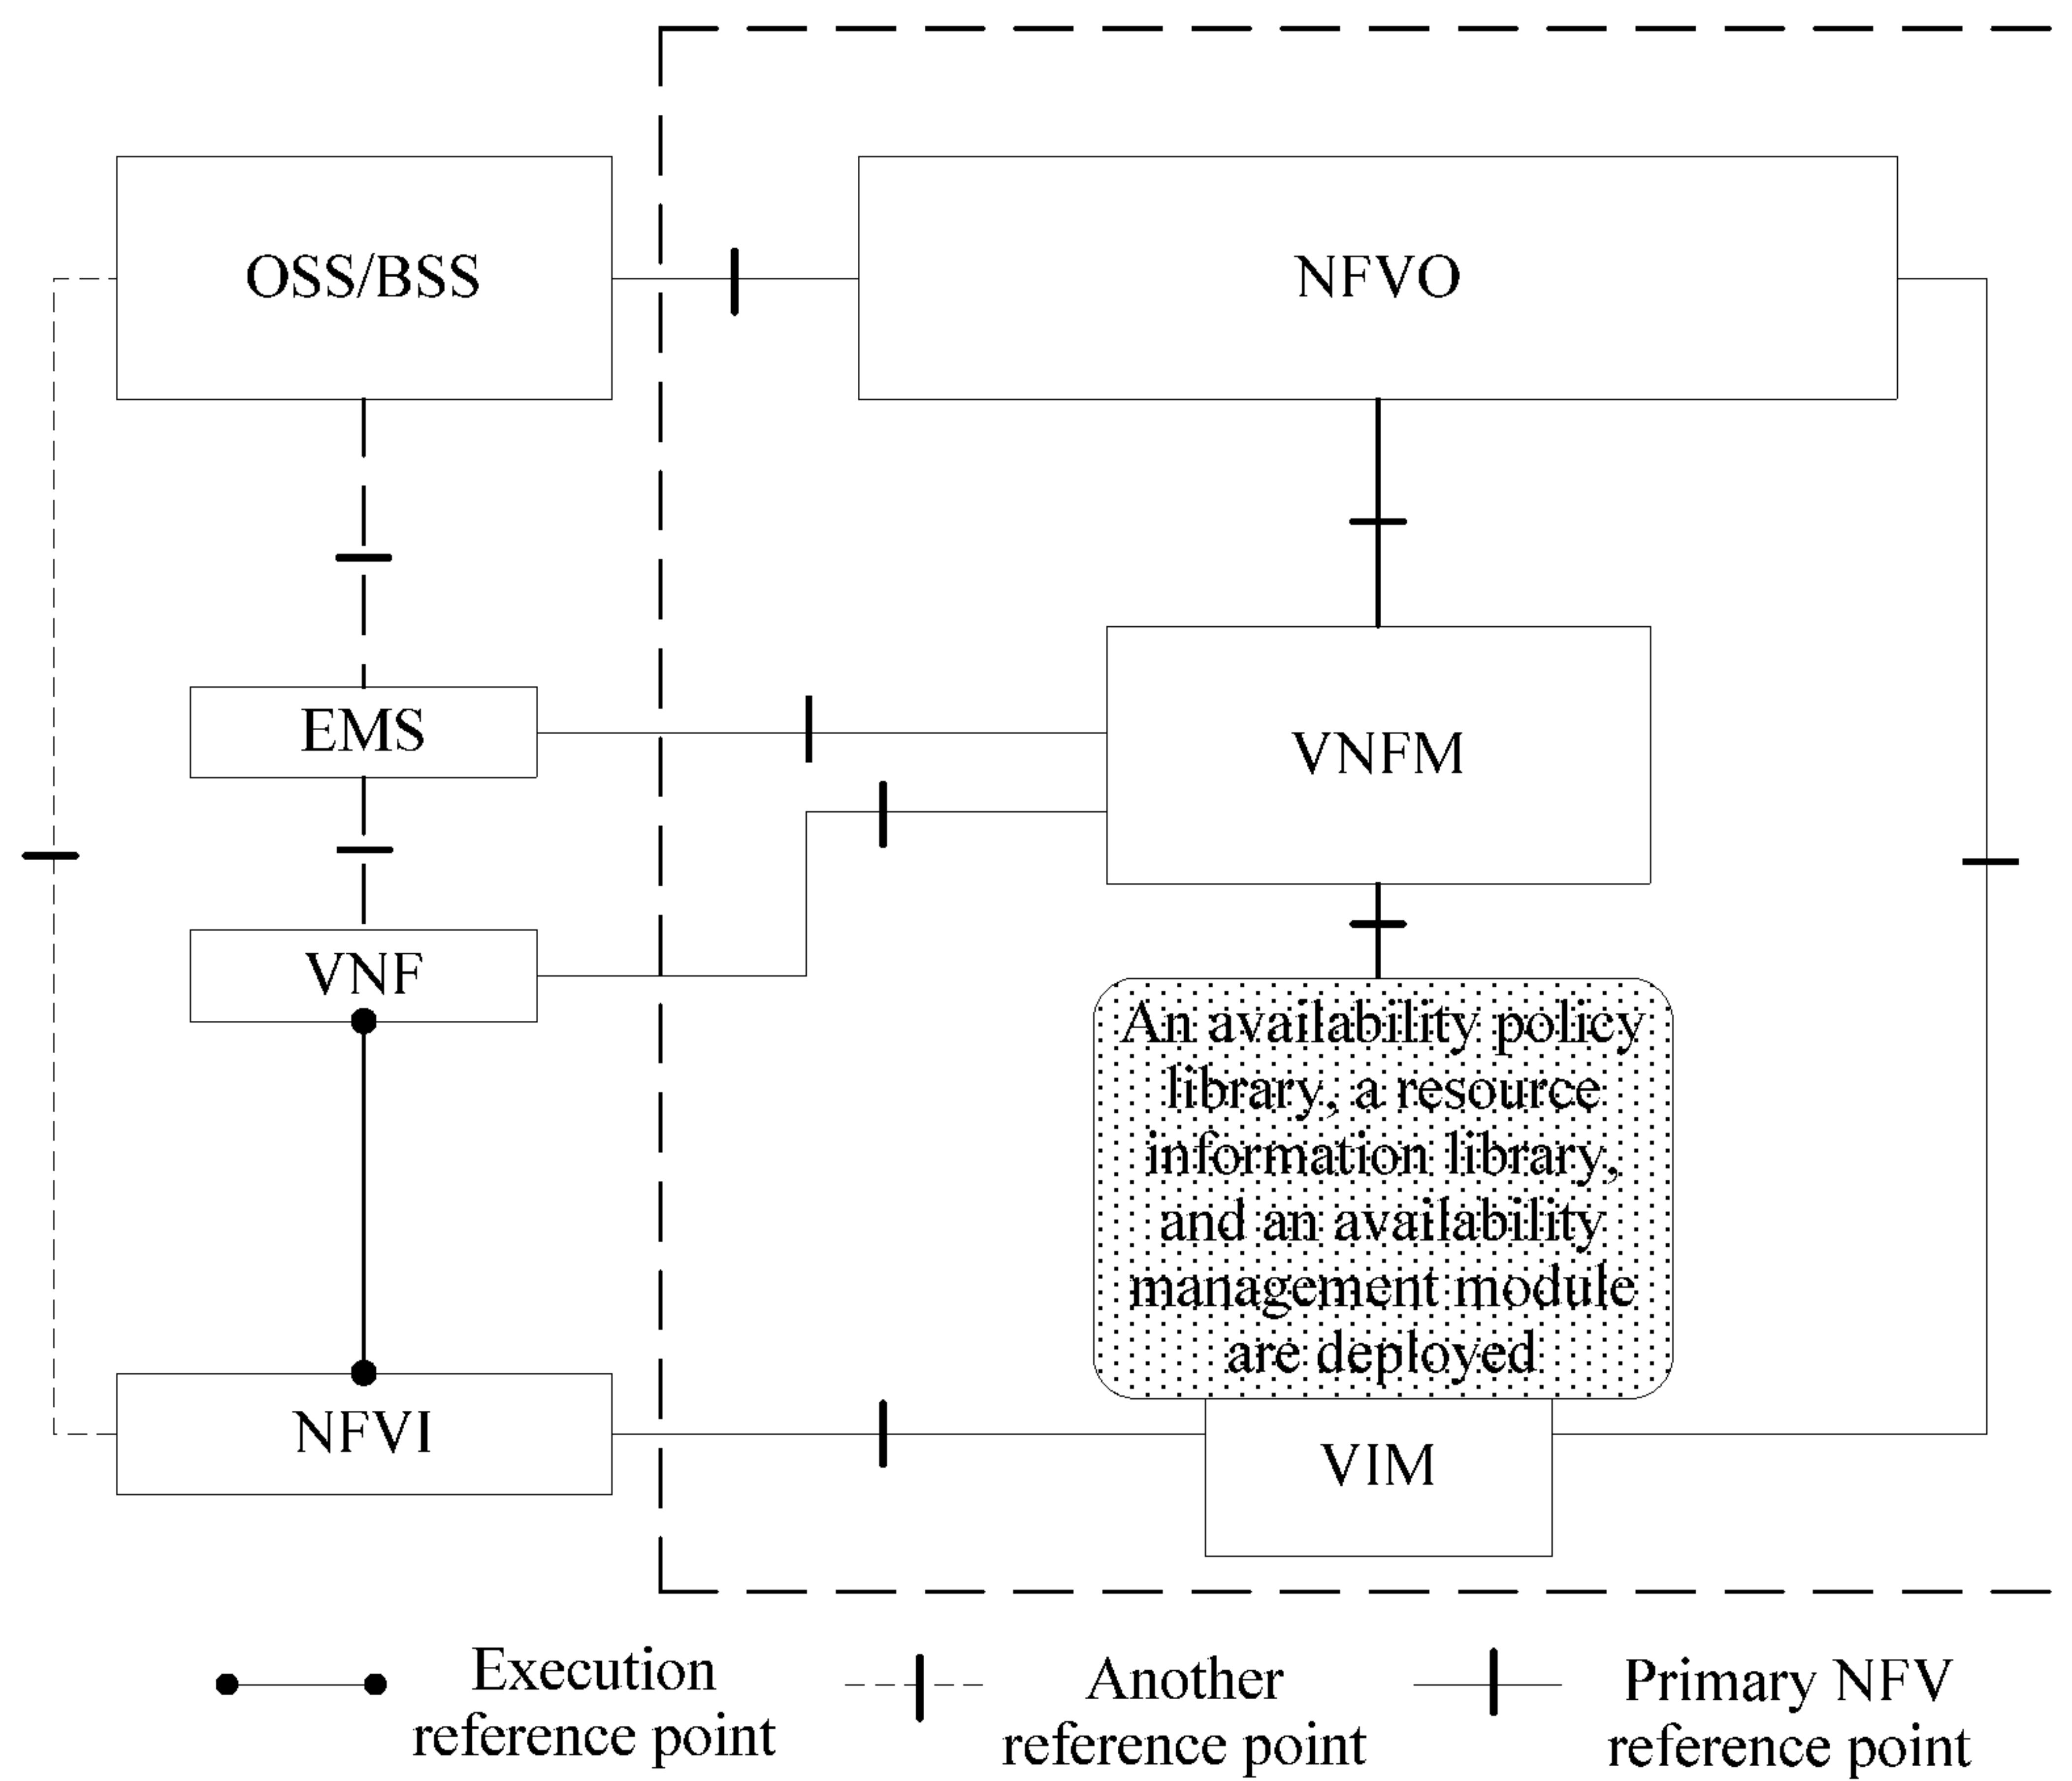 OSS/BSS
NFVO
EMS
VNFM
VNF
An availability policy
library, a resource
information library,
and an availability
management module
are deployed
NFVI
VIM
Execution
reference point
Another
reference point
Primary NFV
reference point